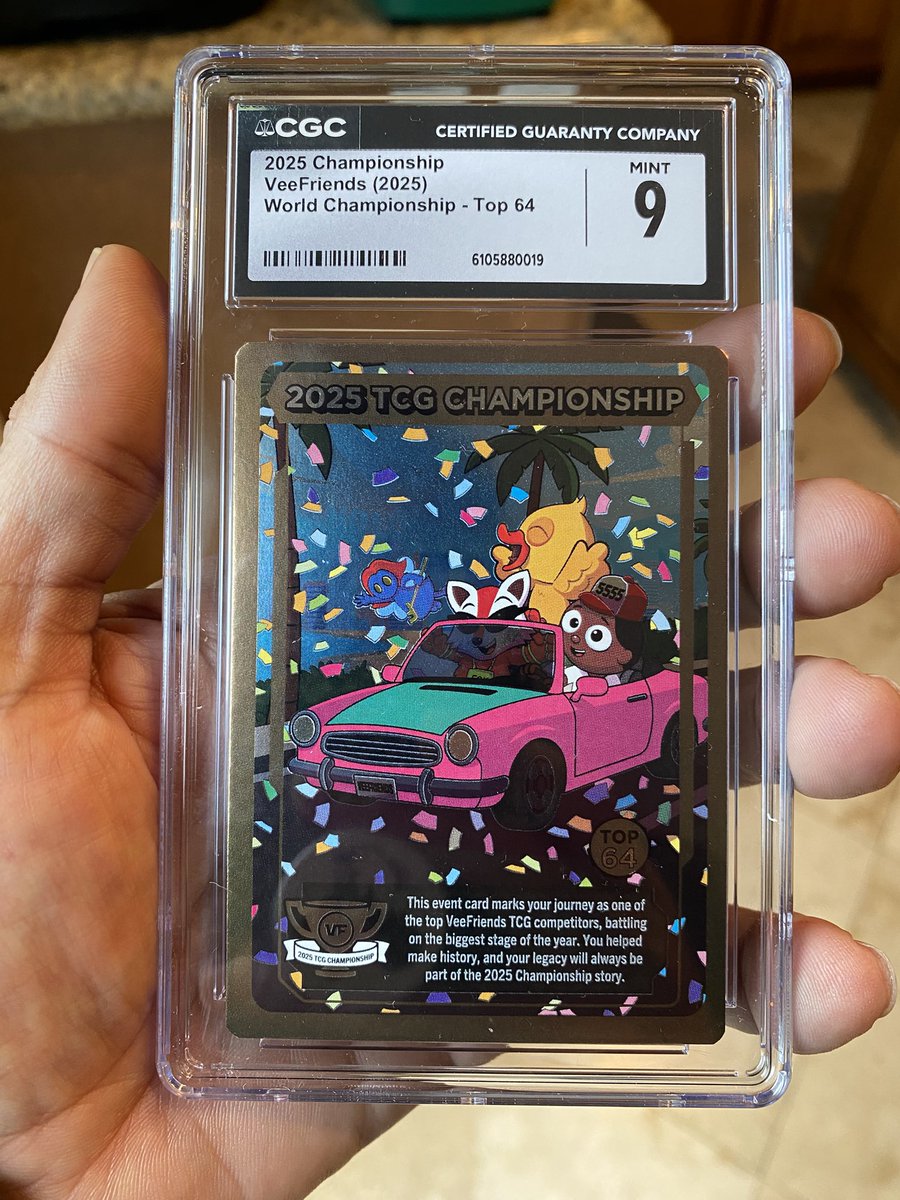 CGC
CERTIFIED GUARANTY COMPANY
2025 Championship
VeeFriends (2025)
World Championship - Top 64
MINT
9
6105880019
2025 TCG CHAMPIONSHIP
5555
VEEFRIENDS
TOP
64
VF
2025 TCG CHAMPIONSHIP
This event card marks your journey as one of
the top VeeFriends TCG competitors, battling
on the biggest stage of the year. You helped
make history, and your legacy will always be
part of the 2025 Championship story.